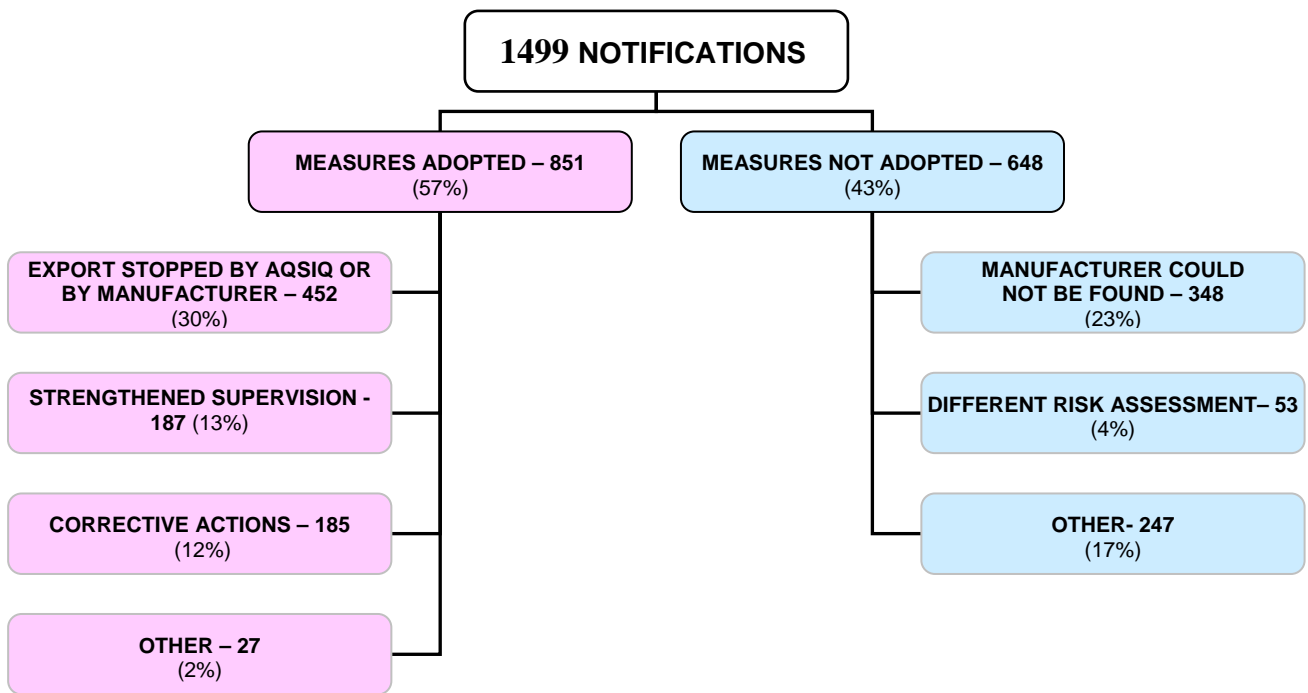 1499 NOTIFICATIONS
MEASURES ADOPTED – 851
(57%)
MEASURES NOT ADOPTED – 648
(43%)
EXPORT STOPPED BY AQSIQ OR
BY MANUFACTURER – 452
(30%)
STRENGTHENED SUPERVISION -
187 (13%)
CORRECTIVE ACTIONS – 185
(12%)
OTHER – 27
(2%)
MANUFACTURER COULD
NOT BE FOUND – 348
(23%)
DIFFERENT RISK ASSESSMENT– 53
(4%)
OTHER- 247
(17%)